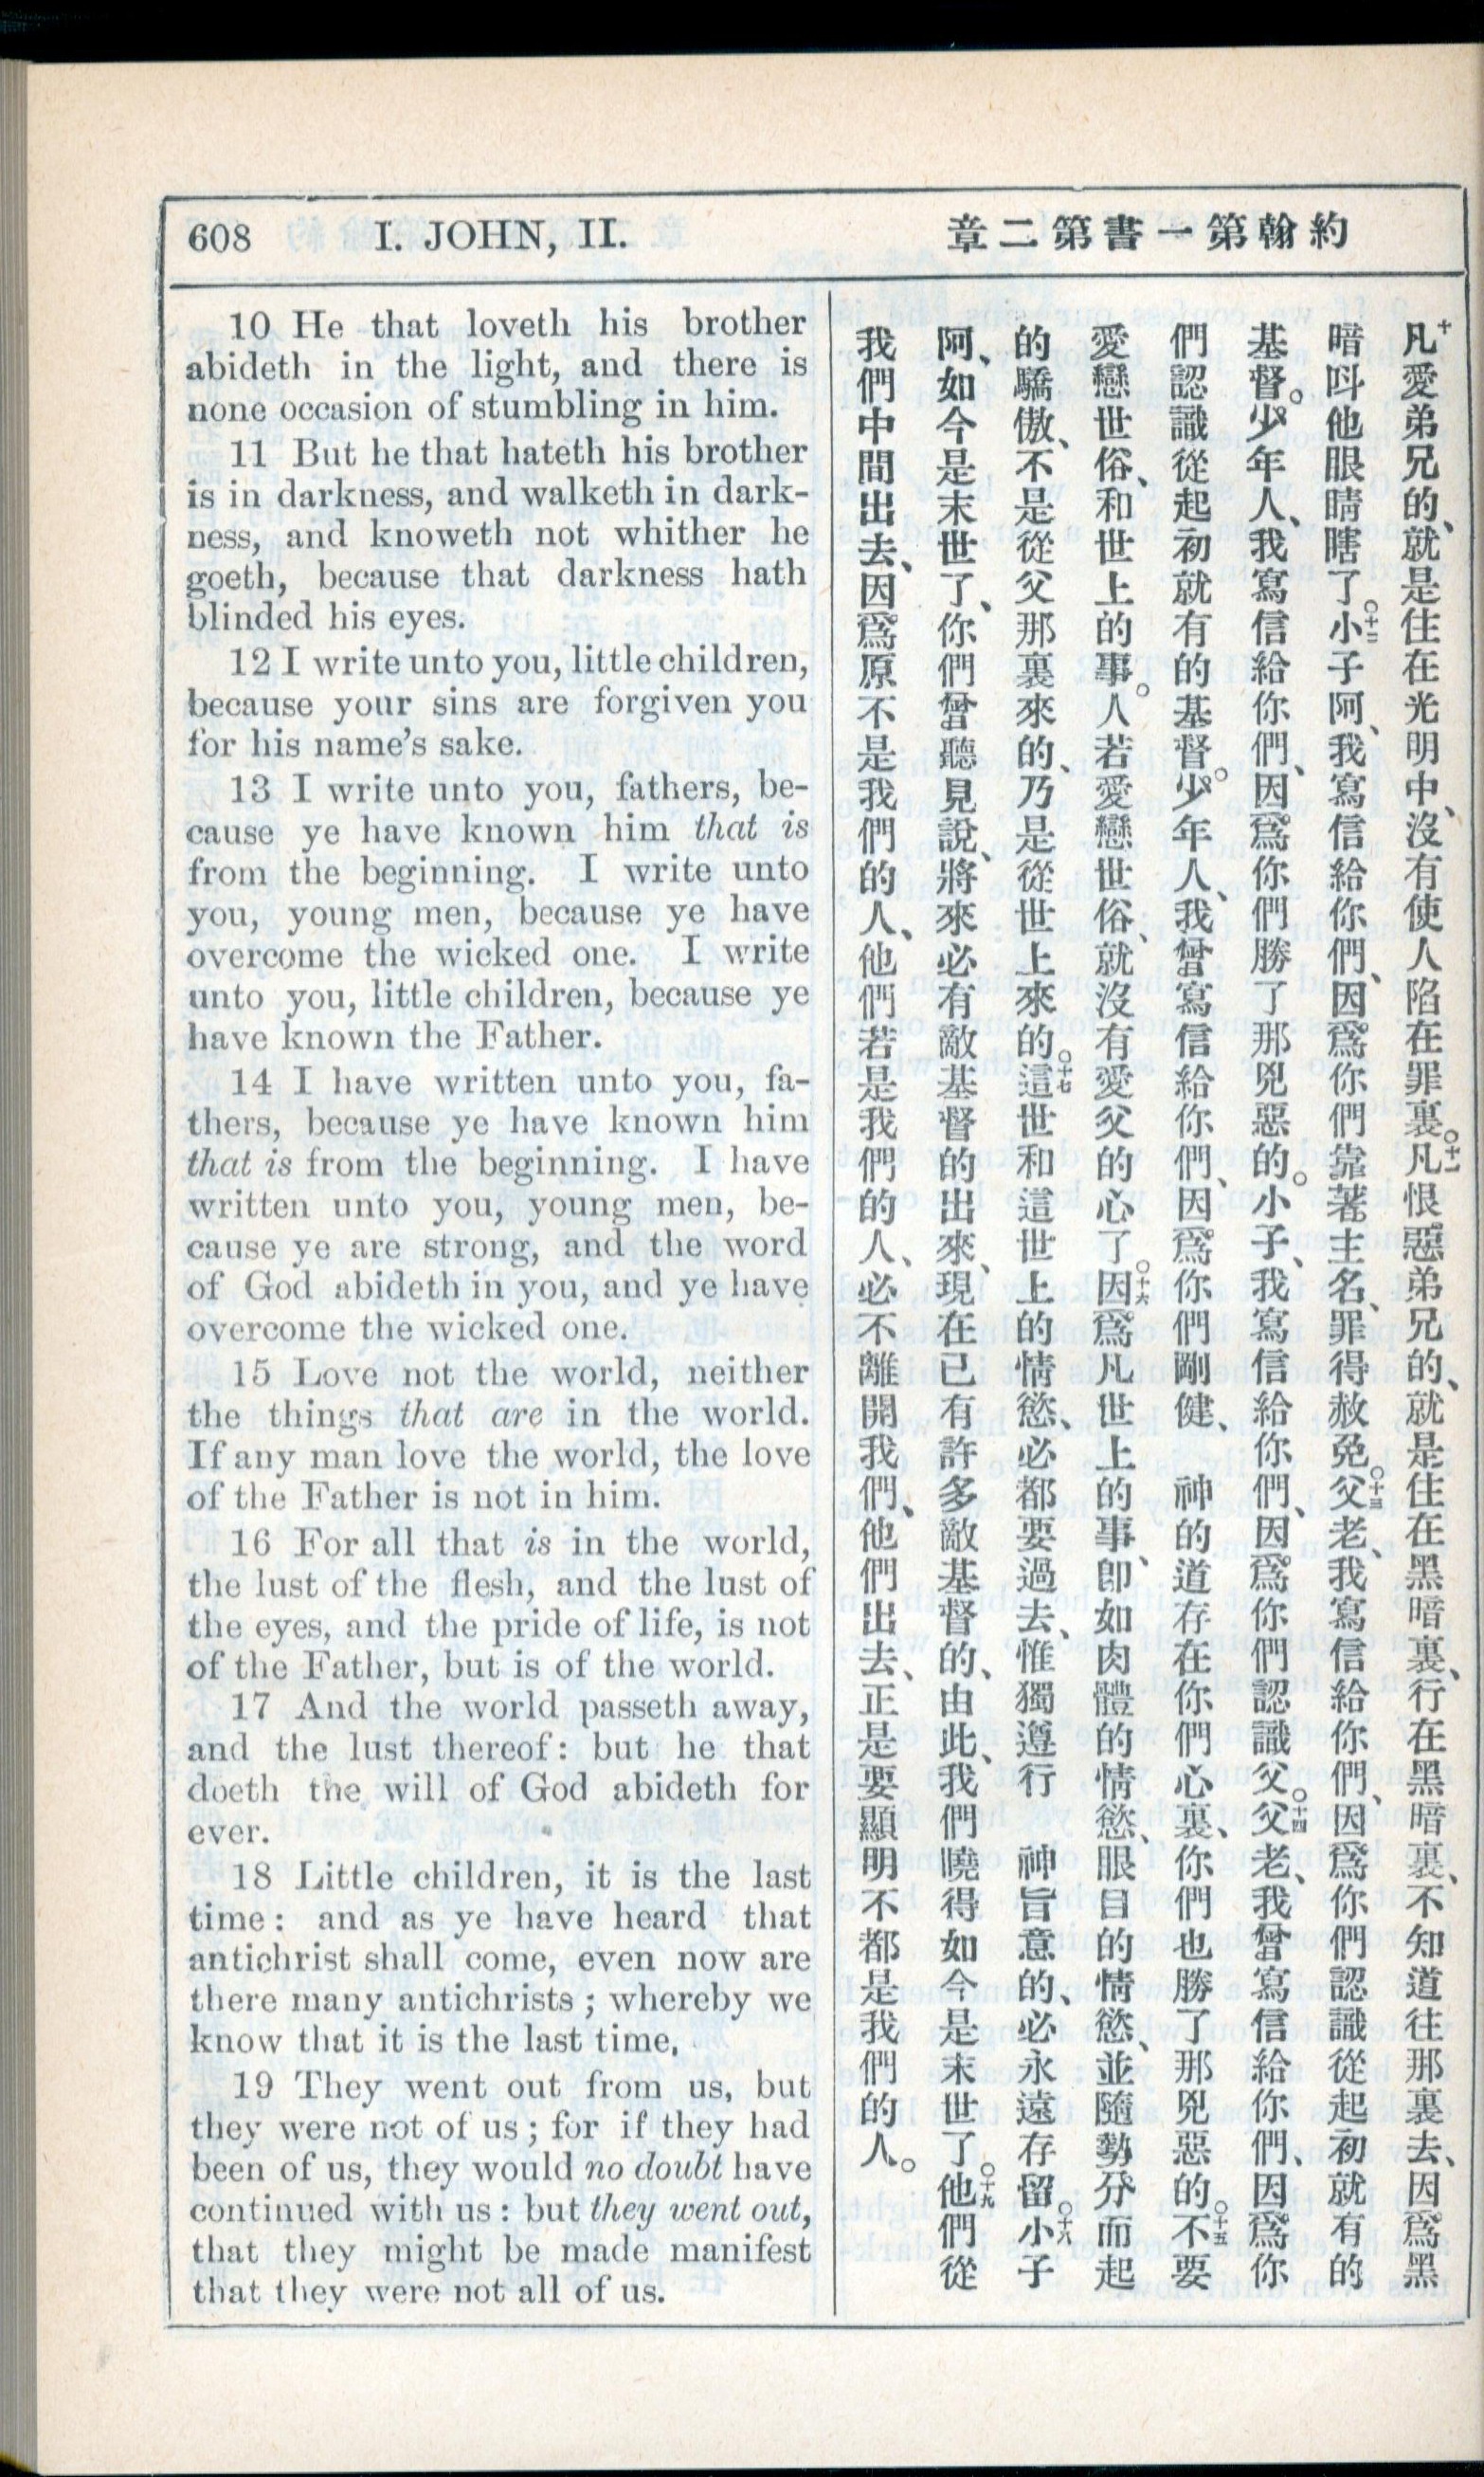 608 I. JOHN, II.
約翰第一書第二章
10 He that loveth his brother
abideth in the light, and there is
none occasion of stumbling in him.
11 But he that hateth his brother
is in darkness, and walketh in dark-
ness, and knoweth not whither he
goeth, because that darkness hath
blinded his eyes.
12 I write unto you, little children,
because your sins are forgiven you
for his name's sake.
13 I write unto you, fathers, be-
cause ye have known him that is
from the beginning. I write unto
you, young men, because ye have
overcome the wicked one. I write
unto you, little children, because ye
have known the Father.
14 I have written unto you, fa-
thers, because ye have known him
that is from the beginning. I have
written unto you, young men, be-
cause ye are strong, and the word
of God abideth in you, and ye have
overcome the wicked one.
15 Love not the world, neither
the things that are in the world.
If any man love the world, the love
of the Father is not in him.
16 For all that is in the world,
the lust of the flesh, and the lust of
the eyes, and the pride of life, is not
of the Father, but is of the world.
17 And the world passeth away,
and the lust thereof: but he that
doeth the will of God abideth for
ever.
18 Little children, it is the last
time: and as ye have heard that
antichrist shall come, even now are
there many antichrists; whereby we
know that it is the last time.
19 They went out from us, but
they were not of us; for if they had
been of us, they would no doubt have
continued with us: but they went out,
that they might be made manifest
that they were not all of us.
十凡愛弟兄的、就是住在光明中、沒有使人陷在罪裏。十一凡恨惡弟兄的、就是住在黑暗裏、行在黑暗裏、不知道往那裏去、因爲黑
暗呌他眼睛瞎了。十二小子阿、我寫信給你們、因爲你們靠著主名、罪得赦免。十三父老、我寫信給你們、因爲你們認識從起初就有的
基督。少年人、我寫信給你們、因爲你們勝了那兇惡的。小子、我寫信給你們、因爲你們認識父。十四父老、我曾寫信給你們、因爲你
們認識從起初就有的基督。少年人、我曾寫信給你們、因爲你們剛健、 神的道存在你們心裏、你們也勝了那兇惡的。十五不要
愛戀世俗、和世上的事。人若愛戀世俗、就沒有愛父的心了。十六因爲凡世上的事、卽如肉體的情慾、眼目的情慾、並隨勢分而起
的驕傲、不是從父那裏來的、乃是從世上來的。十七這世和這世上的情慾、必都要過去、惟獨遵行 神旨意的、必永遠存留。十八小子
阿、如今是末世了、你們曾聽見說、將來必有敵基督的出來、現在已有許多敵基督的、由此、我們曉得如今是末世了。十九他們從
我們中間出去、因爲原不是我們的人、他們若是我們的人、必不離開我們、他們出去、正是要顯明不都是我們的人。